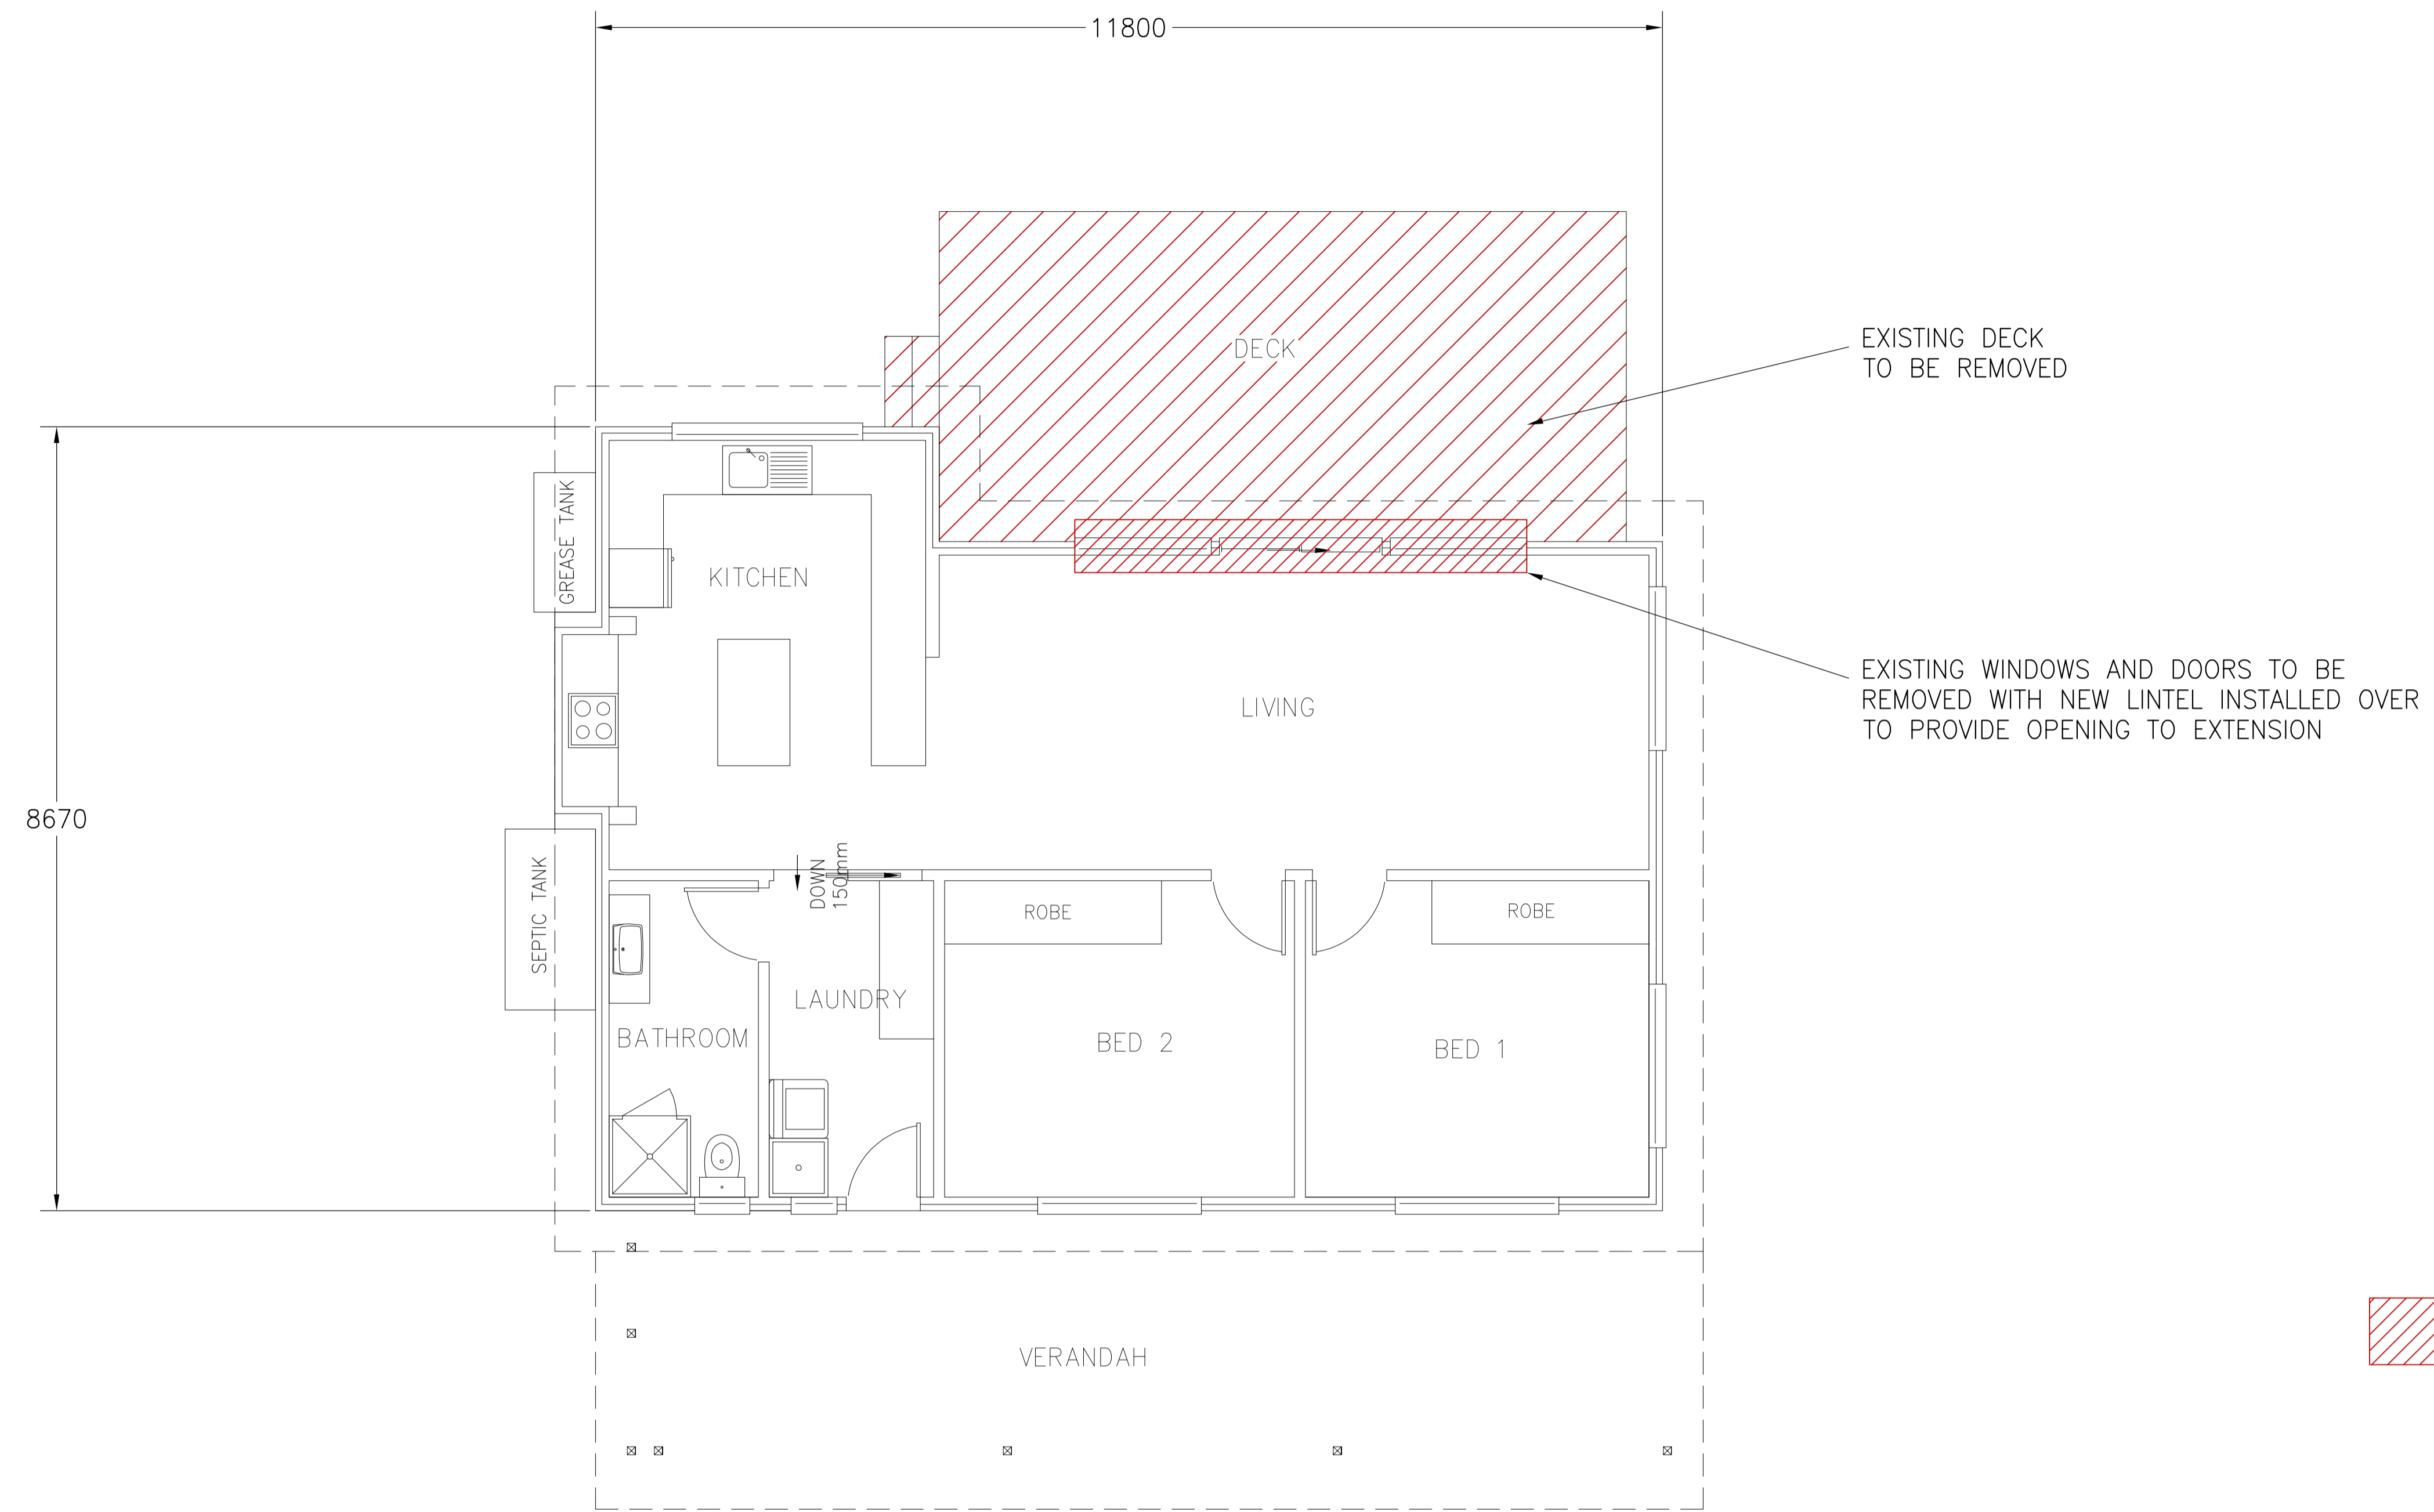 11800
DECK
EXISTING DECK
TO BE REMOVED
GREASE TANK
KITCHEN
EXISTING WINDOWS AND DOORS TO BE
REMOVED WITH NEW LINTEL INSTALLED OVER
TO PROVIDE OPENING TO EXTENSION
LIVING
8670
DOWN
150mm
SEPTIC TANK
ROBE
ROBE
LAUNDRY
BATHROOM
BED 2
BED 1
VERANDAH